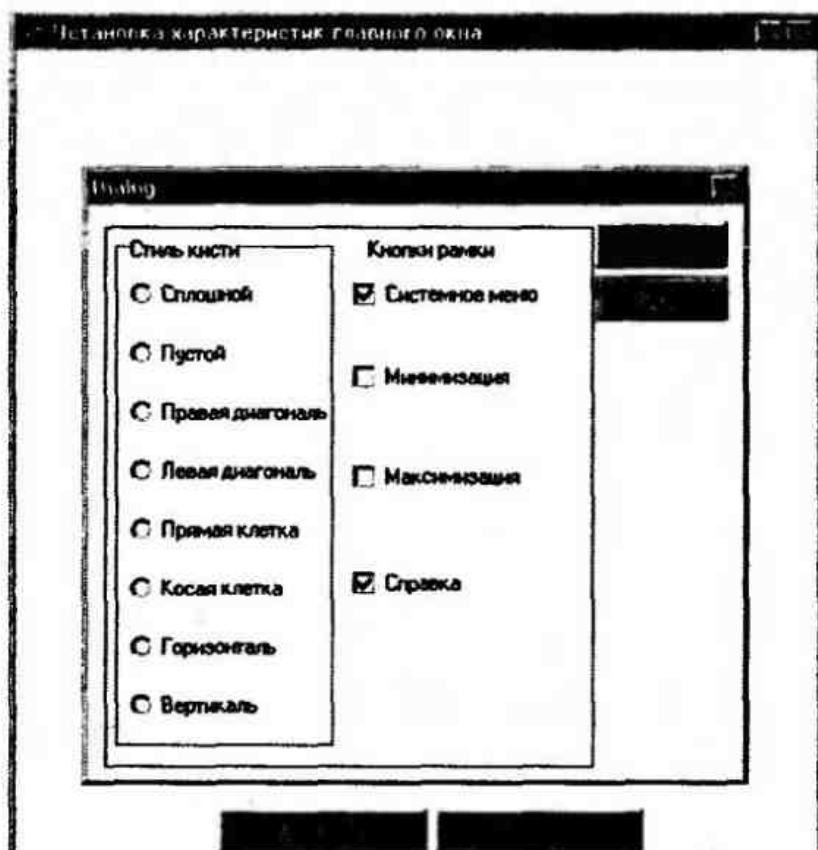 Установка характеристик главного окна
Dialog
Стиль кисти
Сплошной
Пустой
Правая диагональ
Левая диагональ
Прямая клетка
Косая клетка
Горизонталь
Вертикаль
Кнопки рамки
Системное меню
Минимизация
Максимизация
Справка